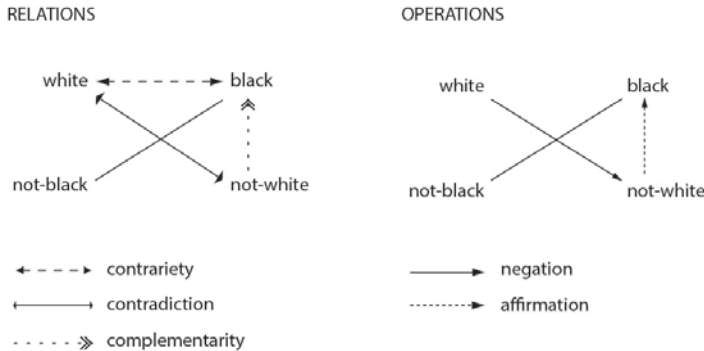 RELATIONS
white
black
not-black
not-white
contrariety
contradiction
complementarity
OPERATIONS
white
black
not-black
not-white
negation
affirmation